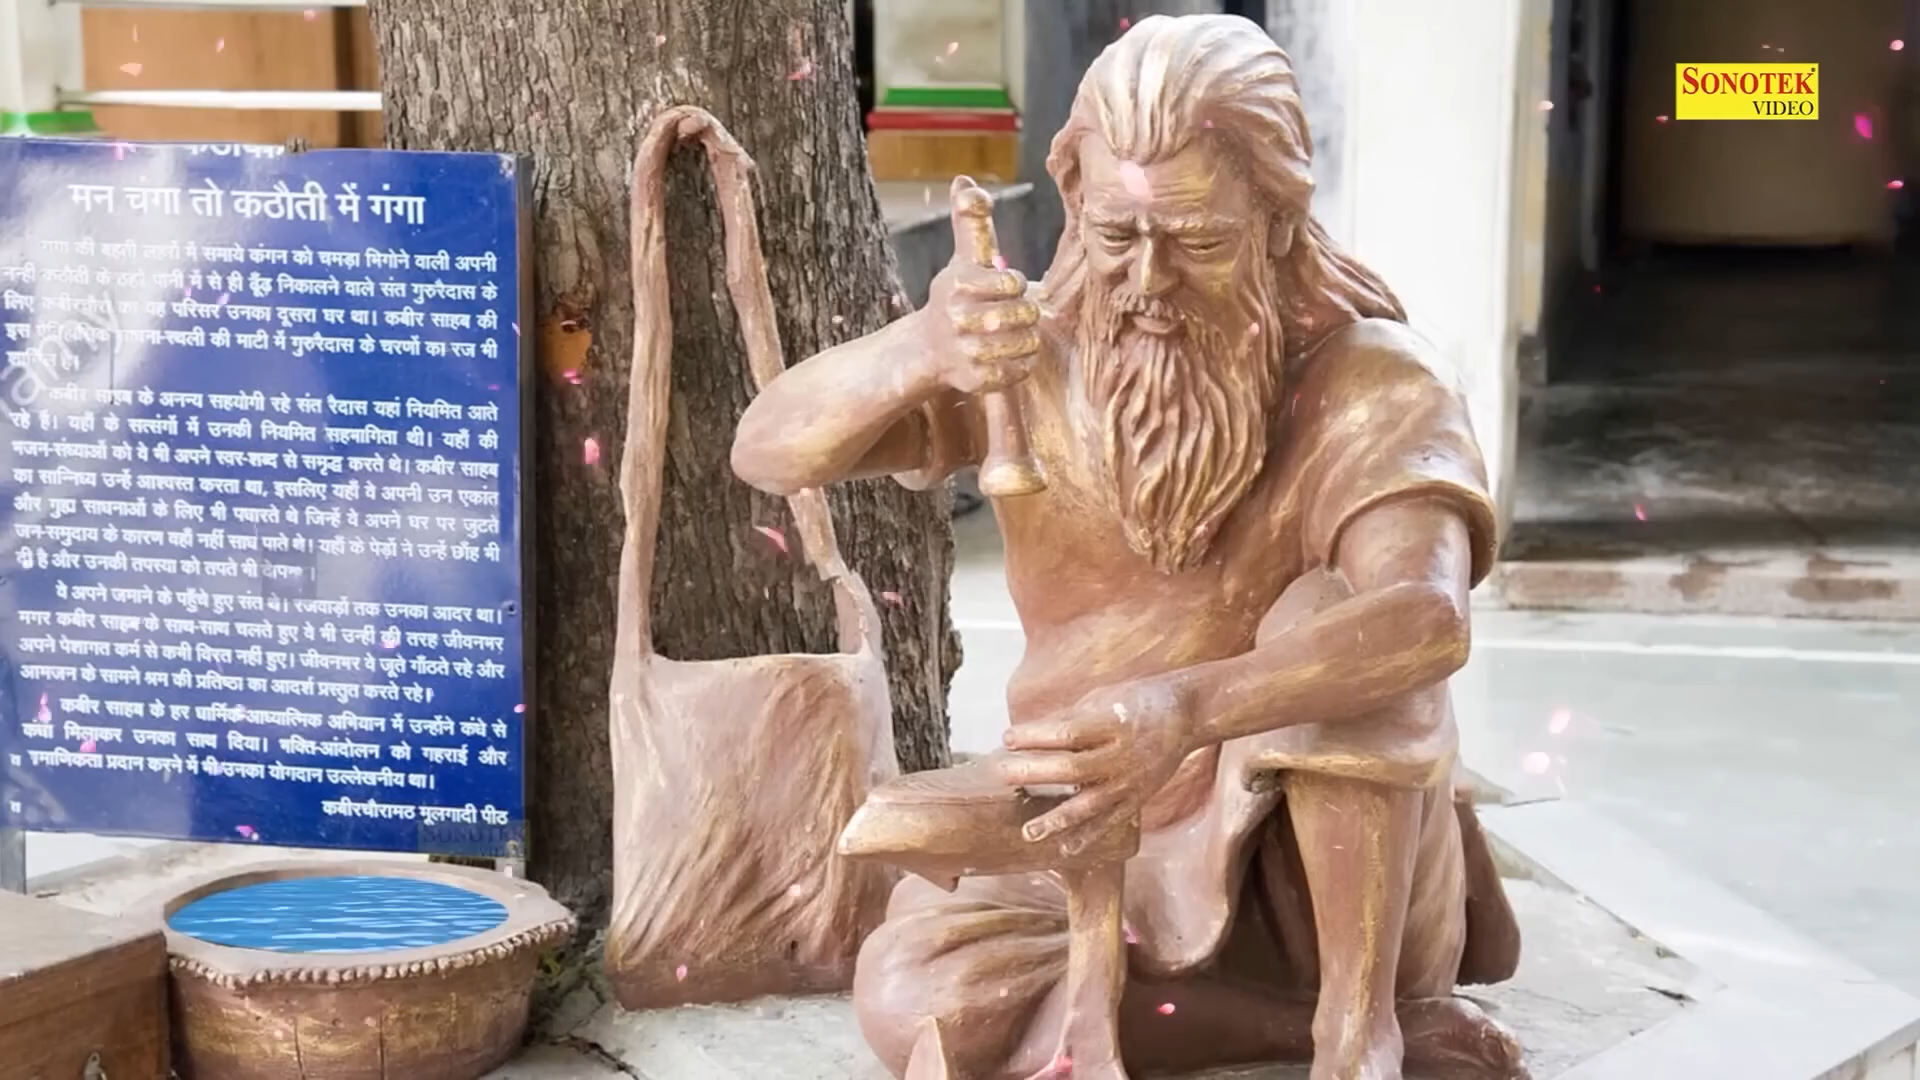 मन चंगा तो कठौती में गंगा
गंगा की बहती लहरों में समाये कंगन को चमड़ा भिगोने वाली अपनी
नन्ही कठौती के ठहरे पानी में से ही ढूँढ़ निकालने वाले संत गुरुरैदास के
लिए कबीरचौरा का यह परिसर उनका दूसरा घर था। कबीर साहब की
इस साधना-स्थली की माटी में गुरुरैदास के चरणों का रज भी
शामिल है।
कबीर साहब के अनन्य सहयोगी रहे संत रैदास यहां नियमित आते
रहे हैं। यहाँ के सत्संगों में उनकी नियमित सहभागिता थी। यहाँ की
भजन-संध्याओं को वे भी अपने स्वर-शब्द से समृद्ध करते थे। कबीर साहब
का सान्निध्य उन्हें आश्वस्त करता था, इसलिए यहाँ वे अपनी उन एकांत
और गुह्य साधनाओं के लिए भी पधारते थे जिन्हें वे अपने घर पर जुटते
जन-समुदाय के कारण वहाँ नहीं साध पाते थे। यहाँ के पेड़ों ने उन्हें छाँह भी
दी है और उनकी तपस्या को तपते भी
वे अपने जमाने के पहुँचे हुए संत थे। रजवाड़ों तक उनका आदर था।
मगर कबीर साहब के साथ-साथ चलते हुए वे भी उन्हीं की तरह जीवनभर
अपने पेशागत कर्म से कभी विरत नहीं हुए। जीवनभर वे जूते गाँठते रहे और
आमजन के सामने श्रम की प्रतिष्ठा का आदर्श प्रस्तुत करते रहे।
कबीर साहब के हर धार्मिक-आध्यात्मिक अभियान में उन्होंने कंधे से
कंधा मिलाकर उनका साथ दिया। भक्ति-आंदोलन को गहराई और
प्रमाणिकता प्रदान करने में भी उनका योगदान उल्लेखनीय था।
कबीरचौरामठ मूलगादी पीठ
SONOTEK
VIDEO